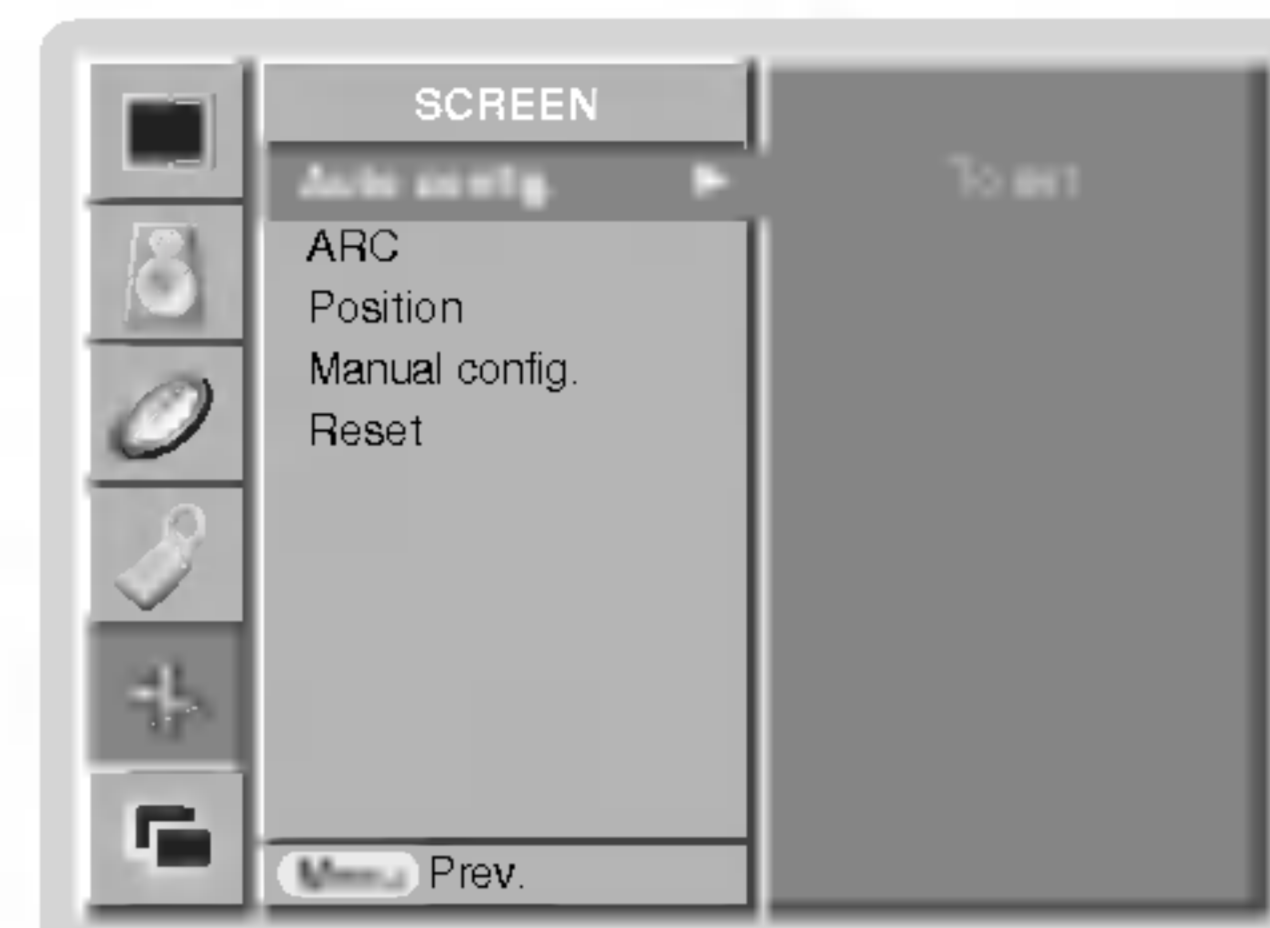 SCREEN
Auto config.
To set
ARC
Position
Manual config.
Reset
Menu Prev.